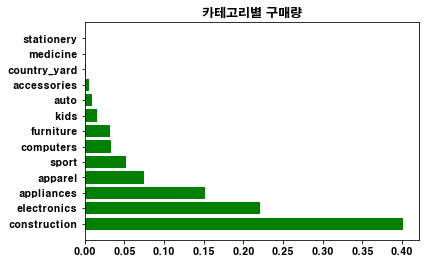 카테고리별 구매량
stationery
medicine
country_yard
accessories
auto
kids
furniture
computers
sport
apparel
appliances
electronics
construction
0.00 0.05 0.10 0.15 0.20 0.25 0.30 0.35 0.40